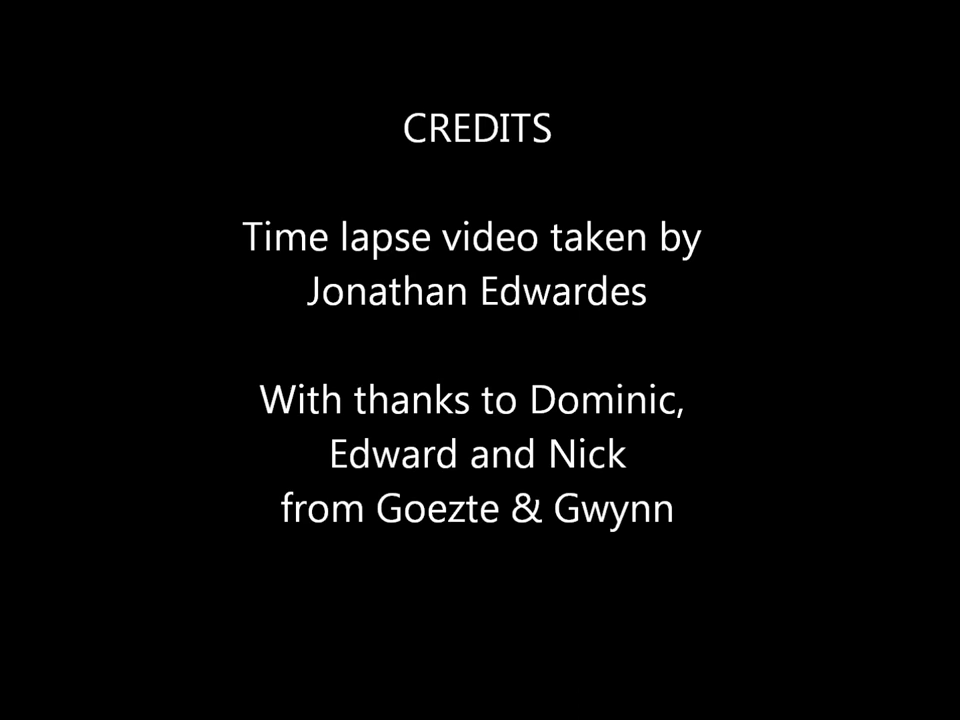 CREDITS
Time lapse video taken by
Jonathan Edwardes
With thanks to Dominic,
Edward and Nick
from Goezte & Gwynn